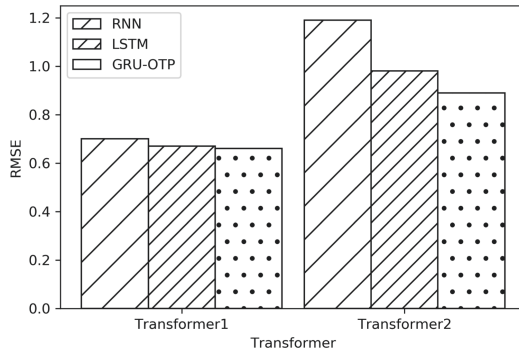 RNN
LSTM
GRU-OTP
1.2
1.0
0.8
0.6
0.4
0.2
0.0
RMSE
Transformer1
Transformer2
Transformer